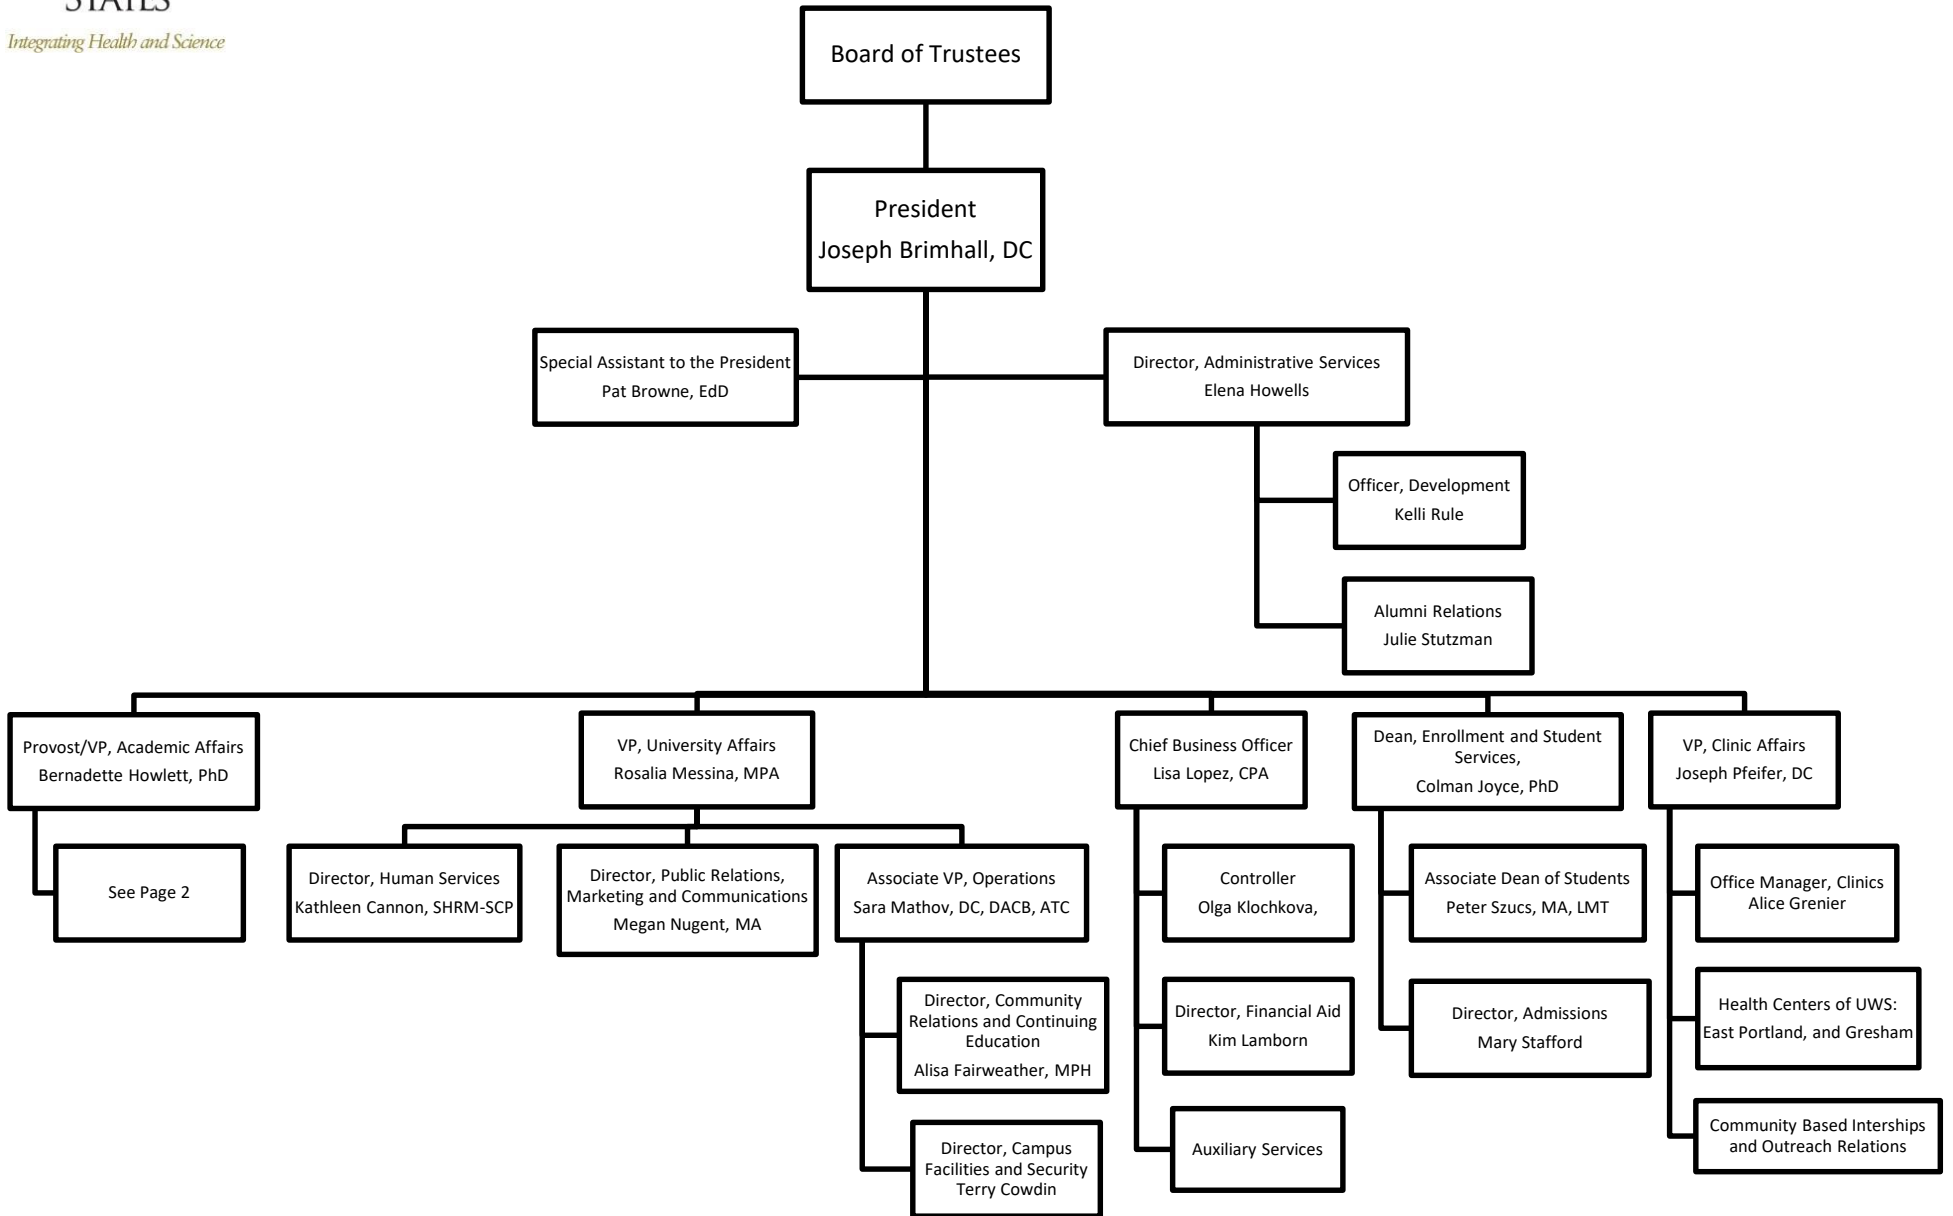 STATES
Integrating Health and Science
Board of Trustees
President
Joseph Brimhall, DC
Special Assistant to the President
Pat Browne, EdD
Director, Administrative Services
Elena Howells
Officer, Development
Kelli Rule
Alumni Relations
Julie Stutzman
Provost/VP, Academic Affairs
Bernadette Howlett, PhD
See Page 2
VP, University Affairs
Rosalia Messina, MPA
Director, Human Services
Kathleen Cannon, SHRM-SCP
Director, Public Relations,
Marketing and Communications
Megan Nugent, MA
Associate VP, Operations
Sara Mathov, DC, DACB, ATC
Director, Community
Relations and Continuing
Education
Alisa Fairweather, MPH
Director, Campus
Facilities and Security
Terry Cowdin
Chief Business Officer
Lisa Lopez, CPA
Controller
Olga Klochkova,
Director, Financial Aid
Kim Lamborn
Auxiliary Services
Dean, Enrollment and Student
Services,
Colman Joyce, PhD
Associate Dean of Students
Peter Szucs, MA, LMT
Director, Admissions
Mary Stafford
VP, Clinic Affairs
Joseph Pfeifer, DC
Office Manager, Clinics
Alice Grenier
Health Centers of UWS:
East Portland, and Gresham
Community Based Interships
and Outreach Relations